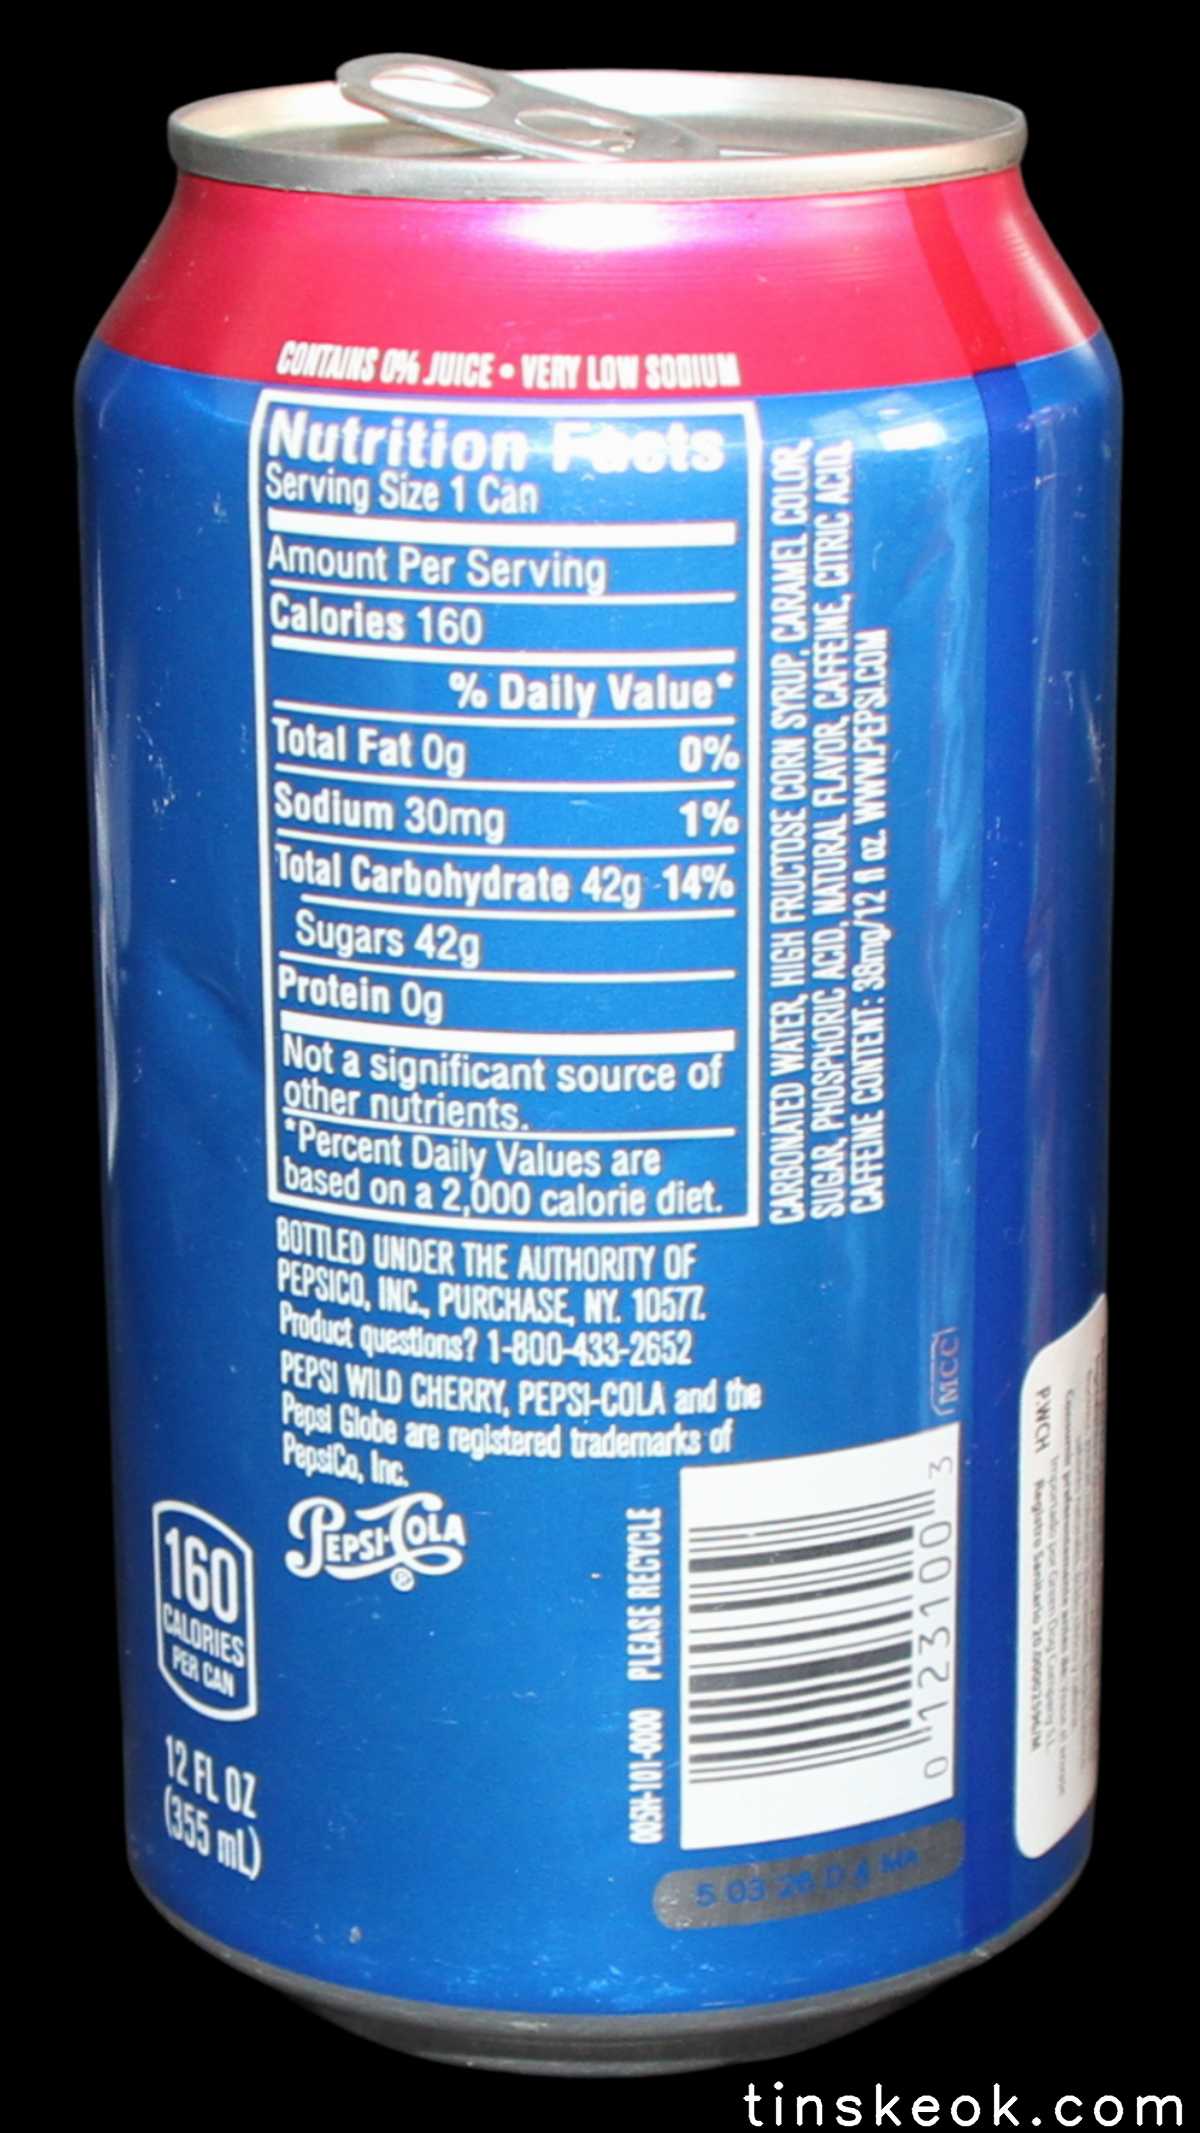 CONTAINS 0% JUICE • VERY LOW SODIUM
Nutrition Facts
Serving Size 1 Can
Amount Per Serving
Calories 160
% Daily Value*
Total Fat 0g 0%
Sodium 30mg 1%
Total Carbohydrate 42g 14%
Sugars 42g
Protein 0g
Not a significant source of
other nutrients.
*Percent Daily Values are
based on a 2,000 calorie diet.
CARBONATED WATER, HIGH FRUCTOSE CORN SYRUP, CARAMEL COLOR,
SUGAR, PHOSPHORIC ACID, NATURAL FLAVOR, CAFFEINE, CITRIC ACID.
CAFFEINE CONTENT: 38mg/12 fl oz. WWW.PEPSI.COM
BOTTLED UNDER THE AUTHORITY OF
PEPSICO, INC., PURCHASE, NY. 10577.
Product questions? 1-800-433-2652
PEPSI WILD CHERRY, PEPSI-COLA and the
Pepsi Globe are registered trademarks of
PepsiCo, Inc.
PEPSI-COLA
®
160
CALORIES
PER CAN
12 FL OZ
(355 mL)
005H-101-0000 PLEASE RECYCLE
MCC
0 123100 3
P.WCH Registro Sanitario
tinskeok.com